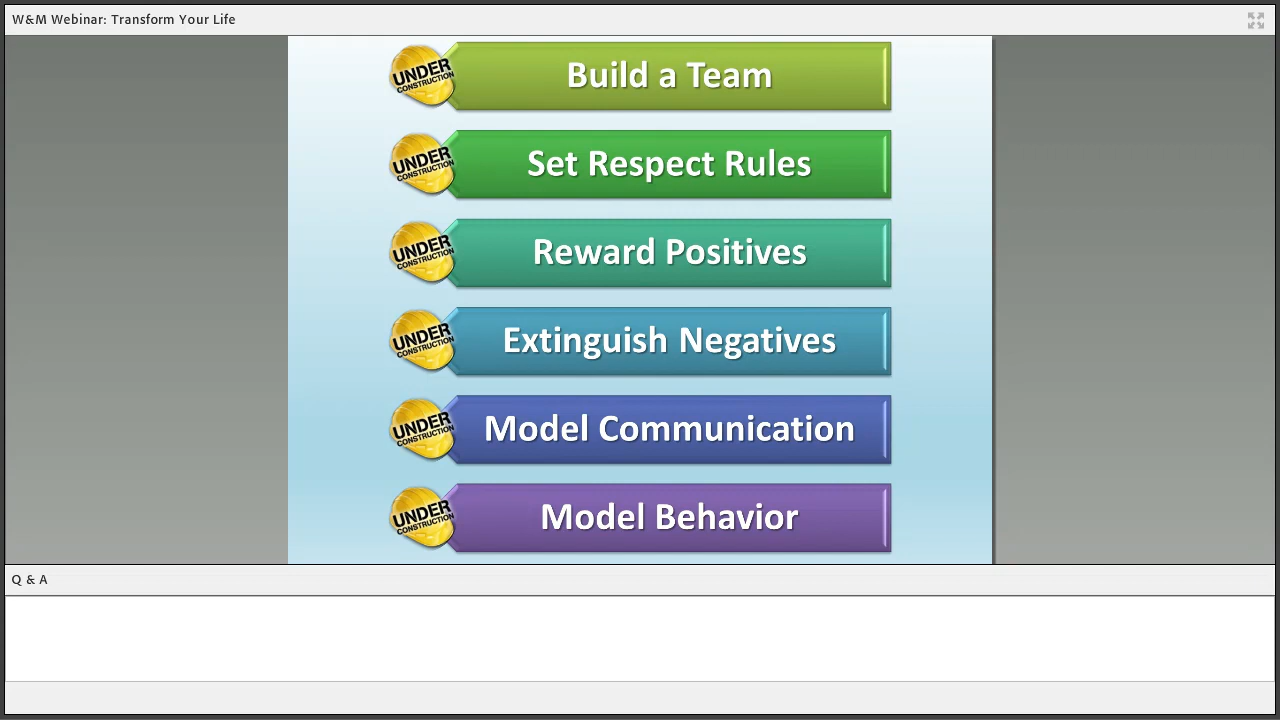 W&M Webinar: Transform Your Life
UNDER
CONSTRUCTION
Build a Team
UNDER
CONSTRUCTION
Set Respect Rules
UNDER
CONSTRUCTION
Reward Positives
UNDER
CONSTRUCTION
Extinguish Negatives
UNDER
CONSTRUCTION
Model Communication
UNDER
CONSTRUCTION
Model Behavior
Q & A